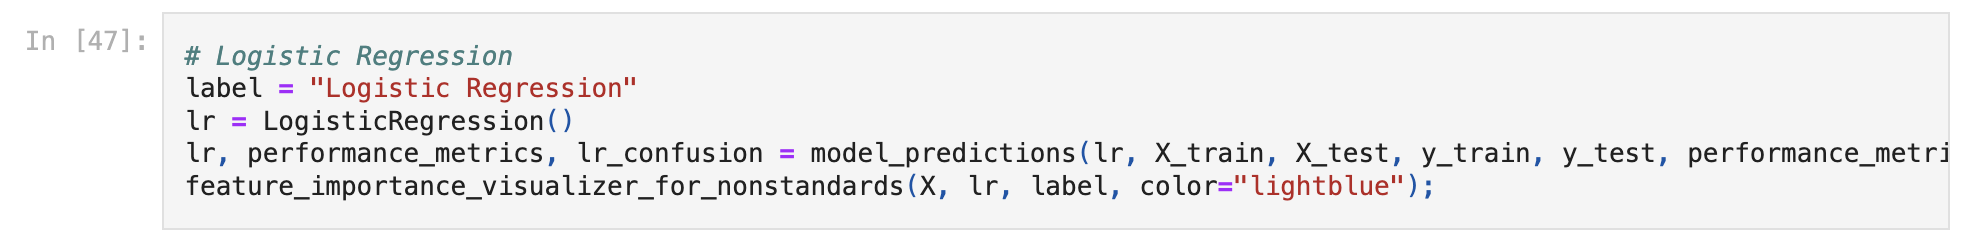 In [47]:
# Logistic Regression
label = "Logistic Regression"
lr = LogisticRegression()
lr, performance_metrics, lr_confusion = model_predictions(lr, X_train, X_test, y_train, y_test, performance_metri
feature_importance_visualizer_for_nonstandards(X, lr, label, color="lightblue");